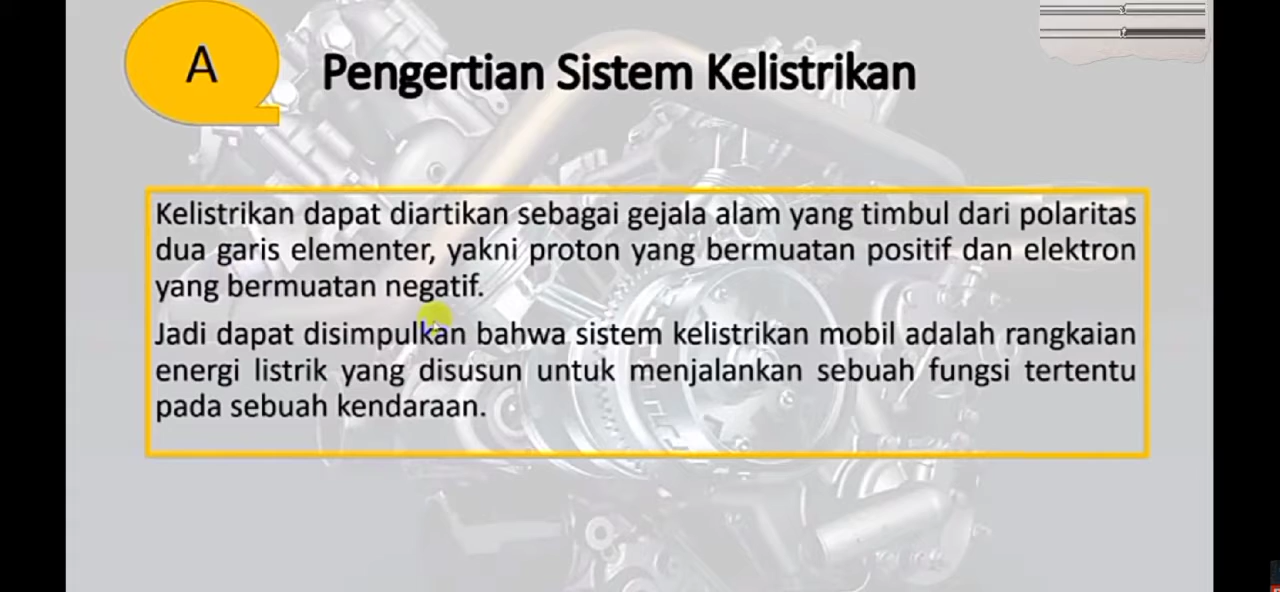 A
Pengertian Sistem Kelistrikan
Kelistrikan dapat diartikan sebagai gejala alam yang timbul dari polaritas
dua garis elementer, yakni proton yang bermuatan positif dan elektron
yang bermuatan negatif.
Jadi dapat disimpulkan bahwa sistem kelistrikan mobil adalah rangkaian
energi listrik yang disusun untuk menjalankan sebuah fungsi tertentu
pada sebuah kendaraan.